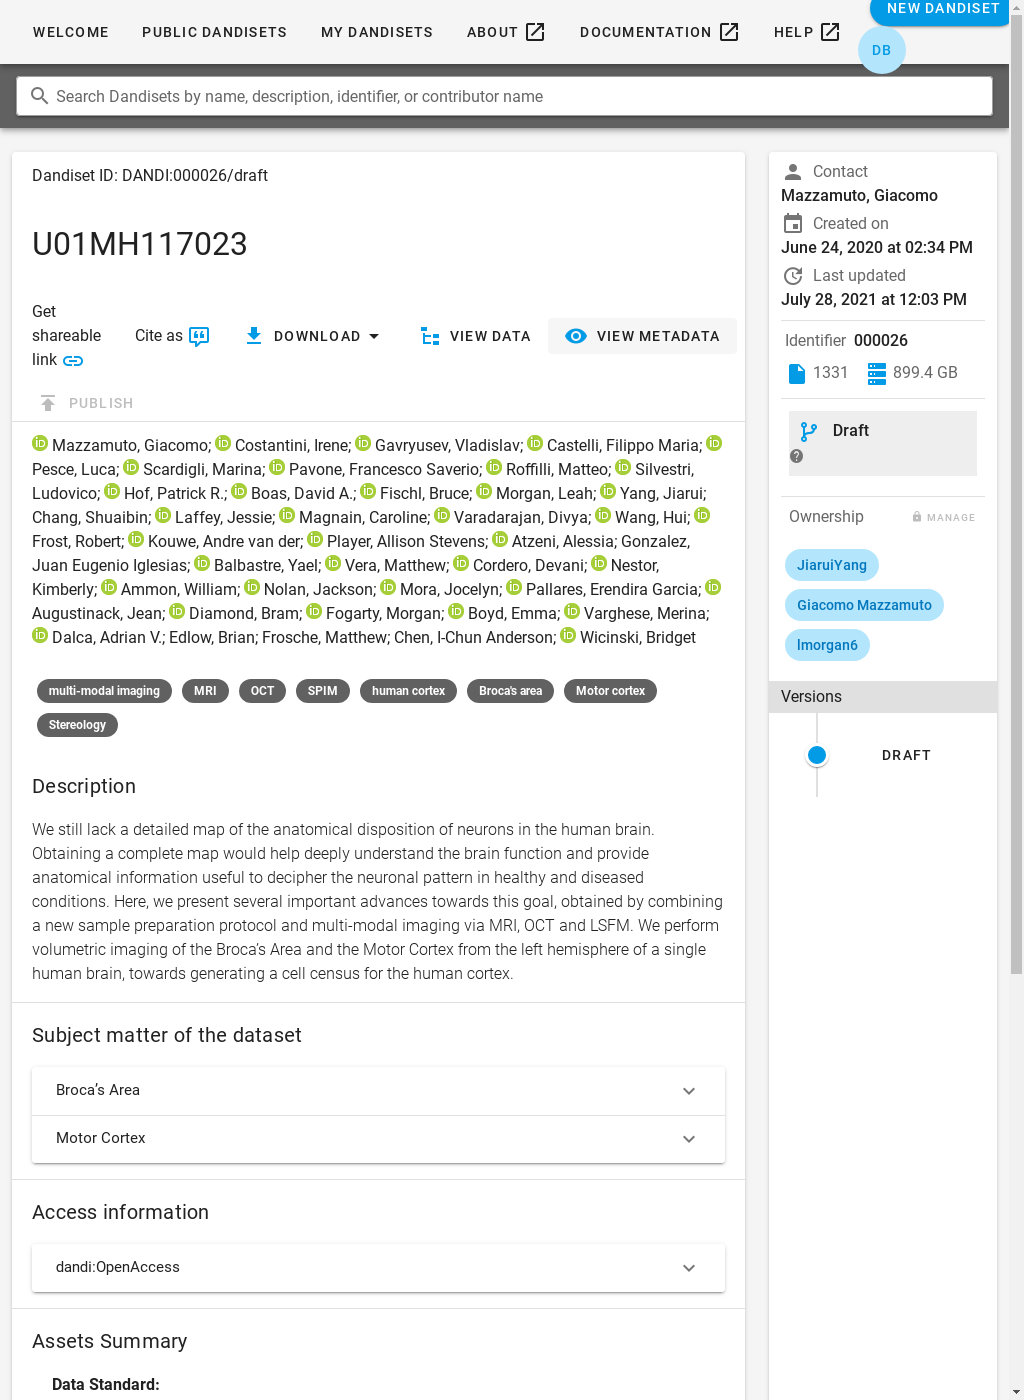 NEW DANDISET
WELCOME PUBLIC DANDISETS MY DANDISETS ABOUT DOCUMENTATION HELP
DB
Search Dandisets by name, description, identifier, or contributor name
Dandiset ID: DANDI:000026/draft
U01MH117023
Get shareable link
Cite as
DOWNLOAD
VIEW DATA
VIEW METADATA
PUBLISH
Mazzamuto, Giacomo; Costantini, Irene; Gavryusev, Vladislav; Castelli, Filippo Maria;
Pesce, Luca; Scardigli, Marina; Pavone, Francesco Saverio; Roffilli, Matteo; Silvestri,
Ludovico; Hof, Patrick R.; Boas, David A.; Fischl, Bruce; Morgan, Leah; Yang, Jiarui;
Chang, Shuaibin; Laffey, Jessie; Magnain, Caroline; Varadarajan, Divya; Wang, Hui;
Frost, Robert; Kouwe, Andre van der; Player, Allison Stevens; Atzeni, Alessia; Gonzalez,
Juan Eugenio Iglesias; Balbastre, Yael; Vera, Matthew; Cordero, Devani; Nestor,
Kimberly; Ammon, William; Nolan, Jackson; Mora, Jocelyn; Pallares, Erendira Garcia;
Augustinack, Jean; Diamond, Bram; Fogarty, Morgan; Boyd, Emma; Varghese, Merina;
Dalca, Adrian V.; Edlow, Brian; Frosche, Matthew; Chen, I-Chun Anderson; Wicinski, Bridget
multi-modal imaging MRI OCT SPIM human cortex Broca's area Motor cortex
Stereology
Description
We still lack a detailed map of the anatomical disposition of neurons in the human brain.
Obtaining a complete map would help deeply understand the brain function and provide
anatomical information useful to decipher the neuronal pattern in healthy and diseased
conditions. Here, we present several important advances towards this goal, obtained by combining
a new sample preparation protocol and multi-modal imaging via MRI, OCT and LSFM. We perform
volumetric imaging of the Broca’s Area and the Motor Cortex from the left hemisphere of a single
human brain, towards generating a cell census for the human cortex.
Subject matter of the dataset
Broca’s Area
Motor Cortex
Access information
dandi:OpenAccess
Assets Summary
Data Standard:
Contact
Mazzamuto, Giacomo
Created on
June 24, 2020 at 02:34 PM
Last updated
July 28, 2021 at 12:03 PM
Identifier 000026
1331 899.4 GB
Draft
Ownership MANAGE
JiaruiYang
Giacomo Mazzamuto
lmorgan6
Versions
DRAFT